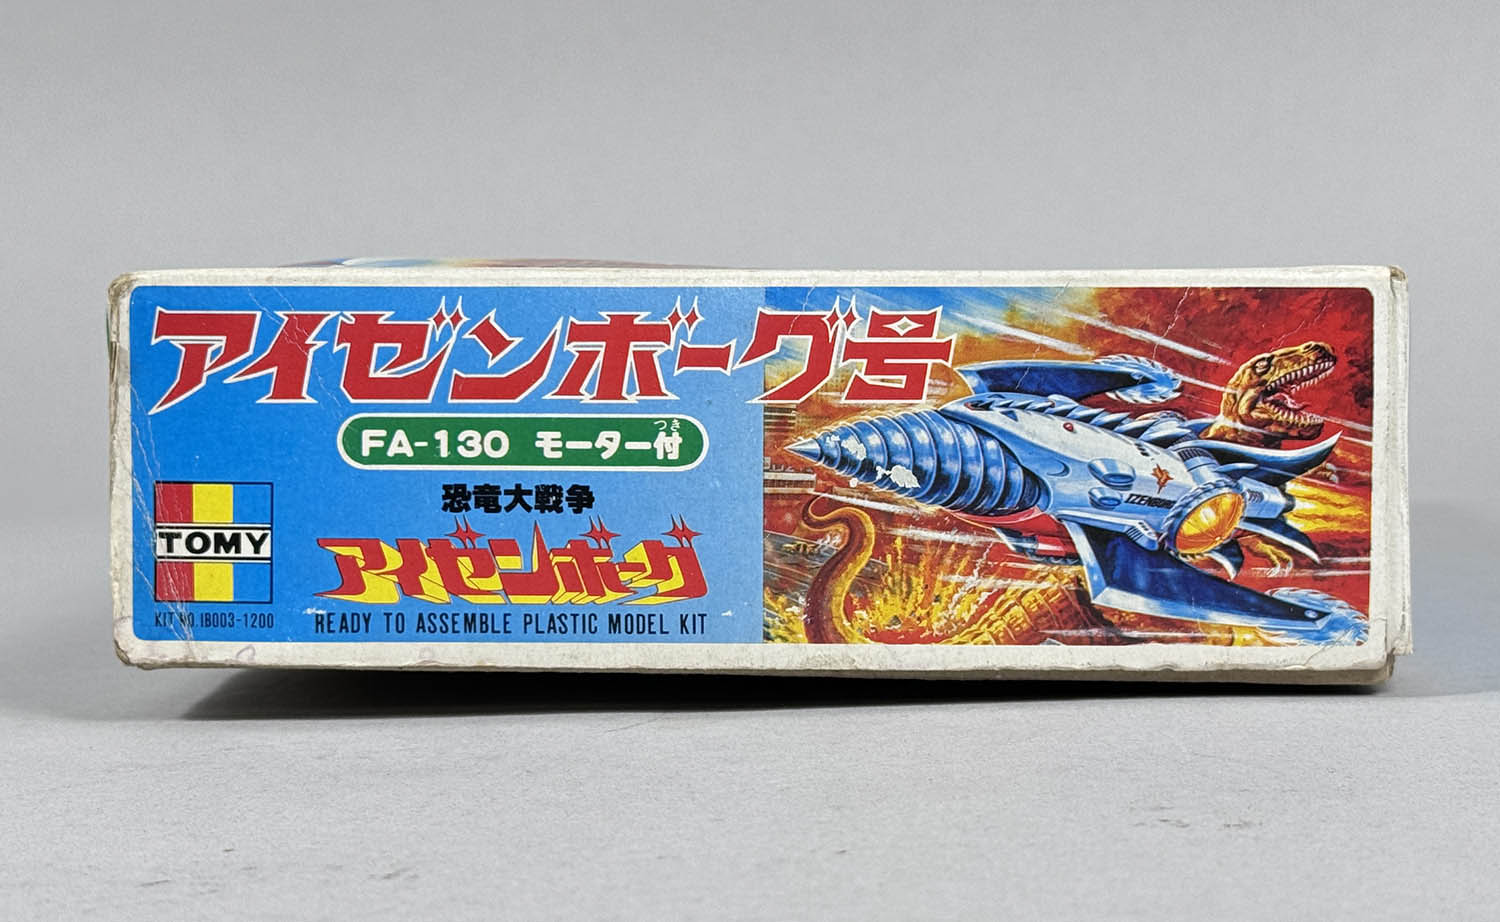 アイゼンボーグ号
FA-130 モーター付
つき
恐竜大戦争
アイゼンボーグ
TOMY
KIT NO.IB003-1200
READY TO ASSEMBLE PLASTIC MODEL KIT
IZENBORG